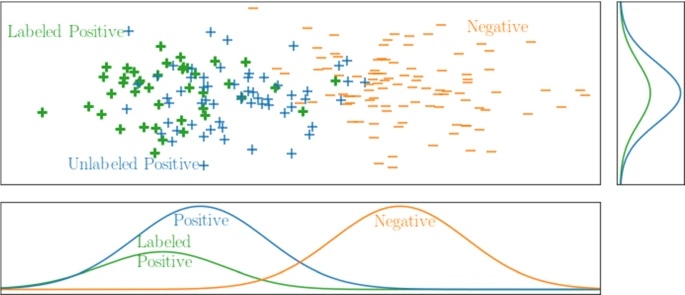 Labeled Positive
Negative
Unlabeled Positive
Positive
Negative
Labeled
Positive